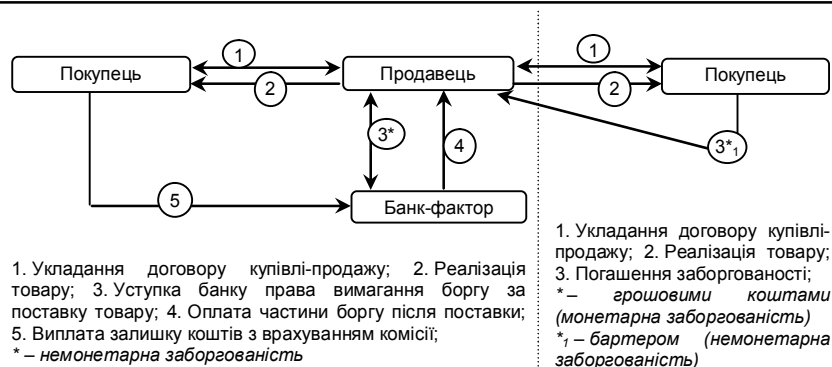 1
1
Покупець
Продавець
Покупець
2
2
3*
4
3*₁
5
Банк-фактор
1. Укладання договору купівлі-продажу; 2. Реалізація
товару; 3. Уступка банку права вимагання боргу за
поставку товару; 4. Оплата частини боргу після поставки;
5. Виплата залишку коштів з врахуванням комісії;
* – немонетарна заборгованість
1. Укладання договору купівлі-
продажу; 2. Реалізація товару;
3. Погашення заборгованості;
* – грошовими коштами
(монетарна заборгованість)
*₁ – бартером (немонетарна
заборгованість)